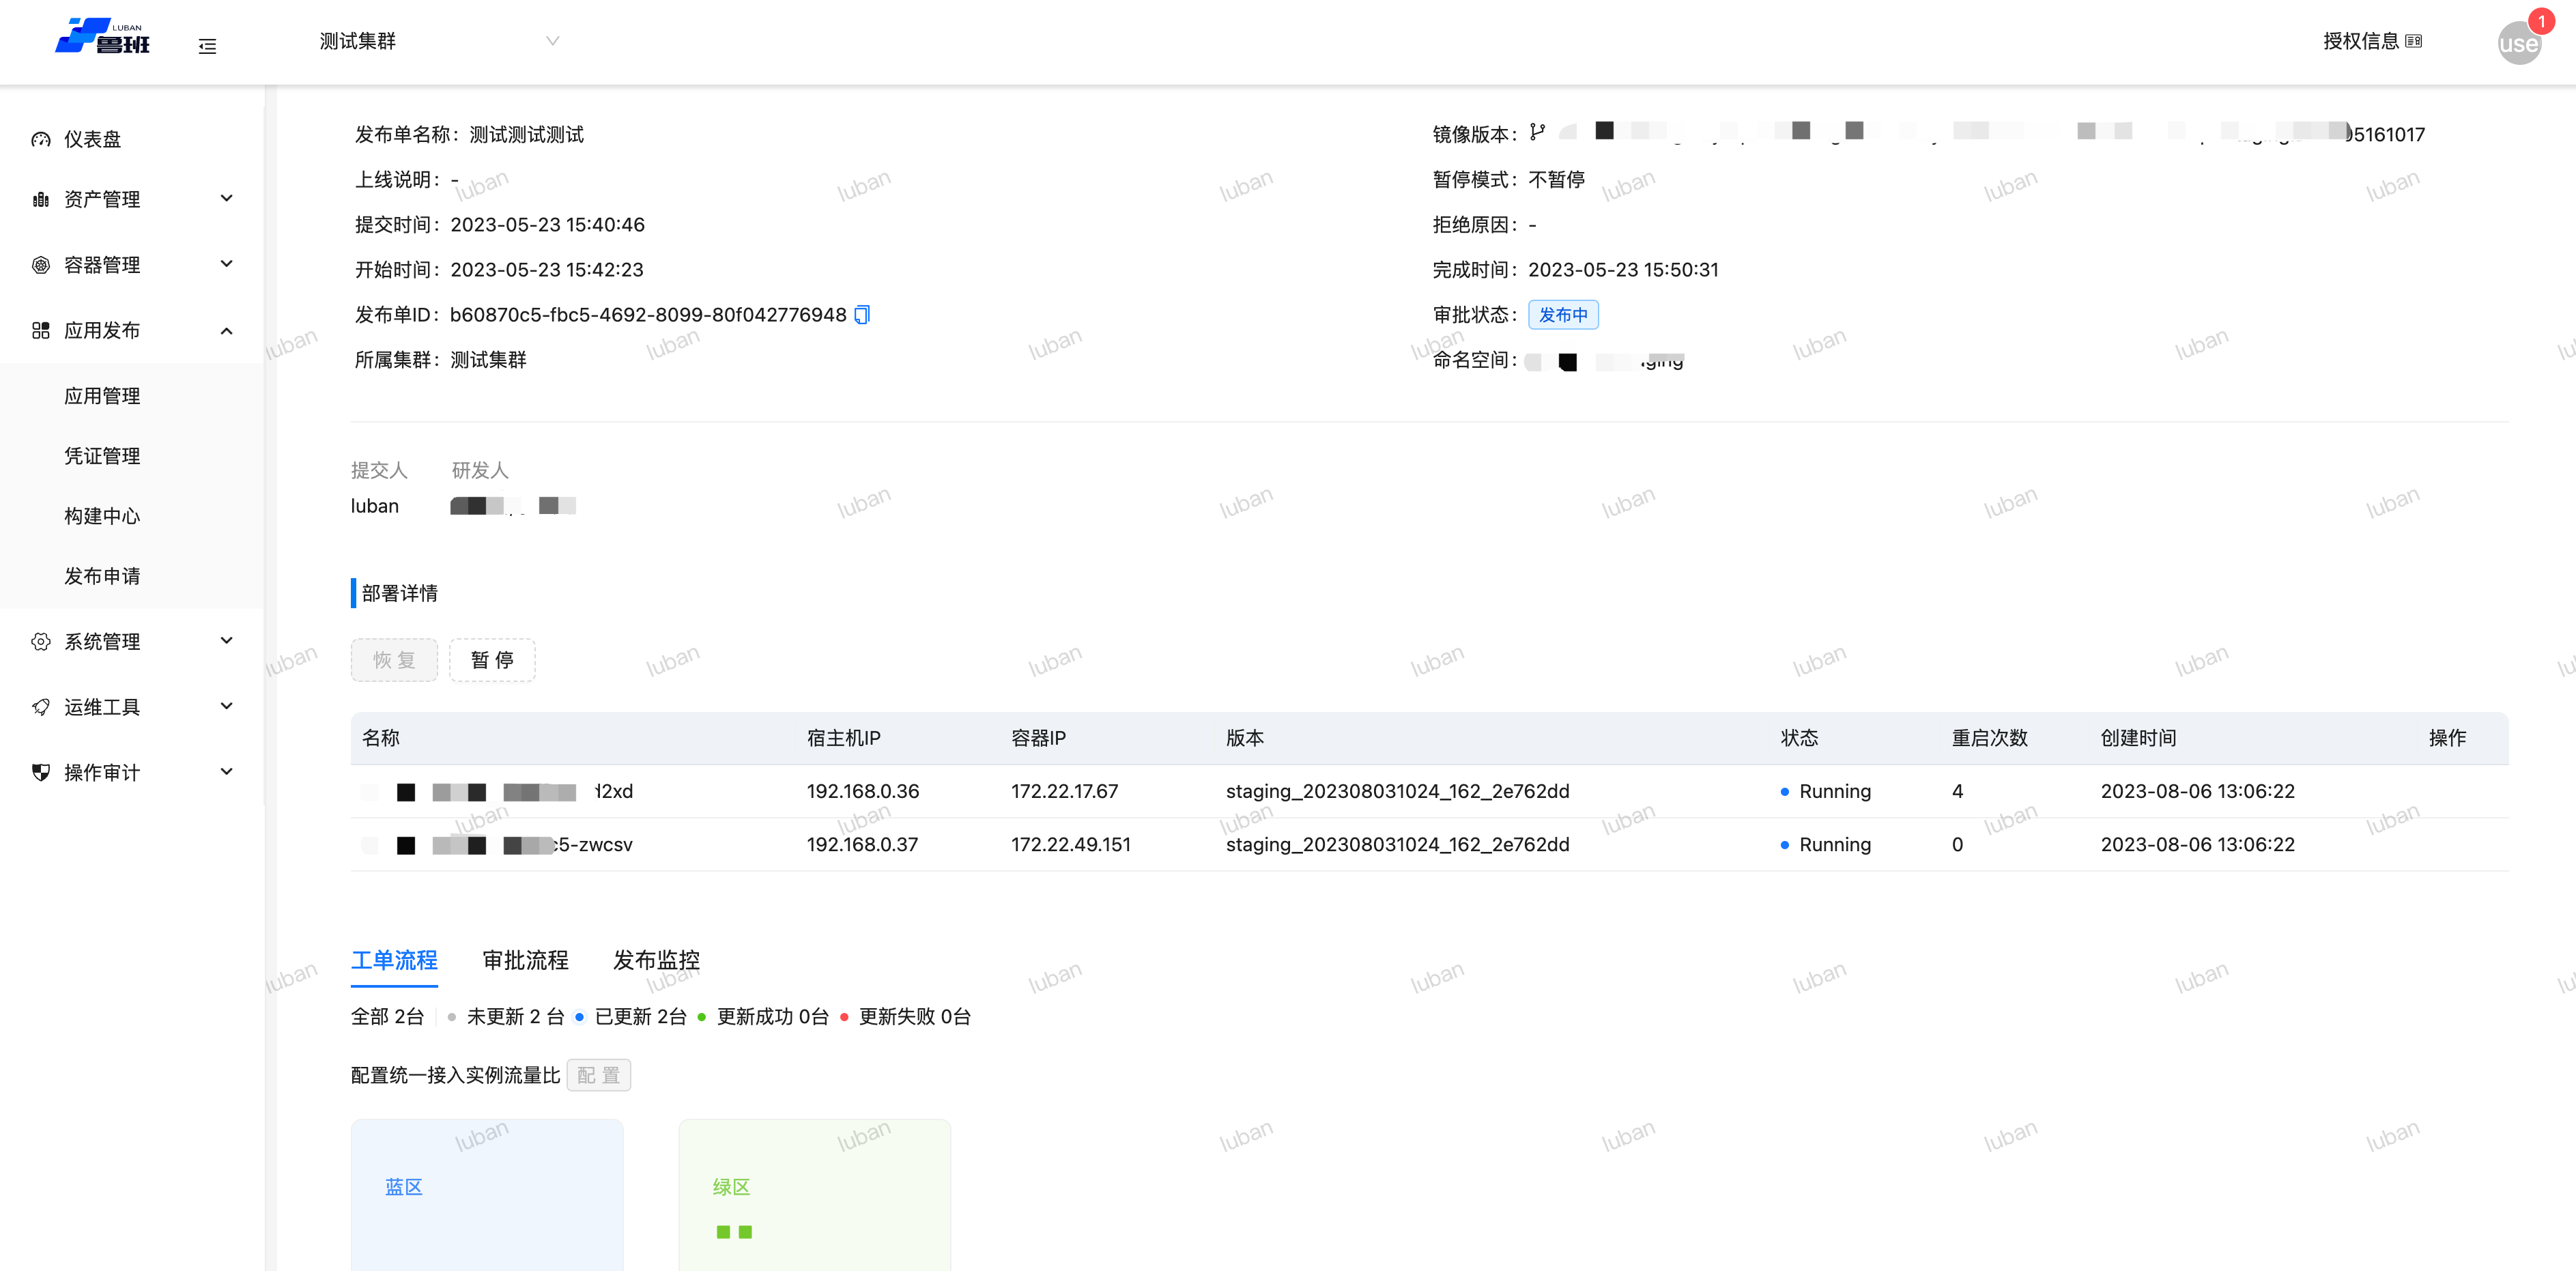 LUBAN
鲁班
测试集群
授权信息
use
1
仪表盘
资产管理
容器管理
应用发布
应用管理
凭证管理
构建中心
发布申请
系统管理
运维工具
操作审计
发布单名称： 测试测试测试
镜像版本： 05161017
上线说明： -
暂停模式： 不暂停
提交时间： 2023-05-23 15:40:46
拒绝原因： -
开始时间： 2023-05-23 15:42:23
完成时间： 2023-05-23 15:50:31
发布单ID： b60870c5-fbc5-4692-8099-80f042776948
审批状态： 发布中
所属集群： 测试集群
命名空间：
提交人 研发人
luban
部署详情
恢 复 暂 停
名称 宿主机IP 容器IP 版本 状态 重启次数 创建时间 操作
2xd 192.168.0.36 172.22.17.67 staging_202308031024_162_2e762dd Running 4 2023-08-06 13:06:22
5-zwcsv 192.168.0.37 172.22.49.151 staging_202308031024_162_2e762dd Running 0 2023-08-06 13:06:22
工单流程 审批流程 发布监控
全部 2台 未更新 2 台 已更新 2台 更新成功 0台 更新失败 0台
配置统一接入实例流量比 配 置
蓝区 绿区
luban